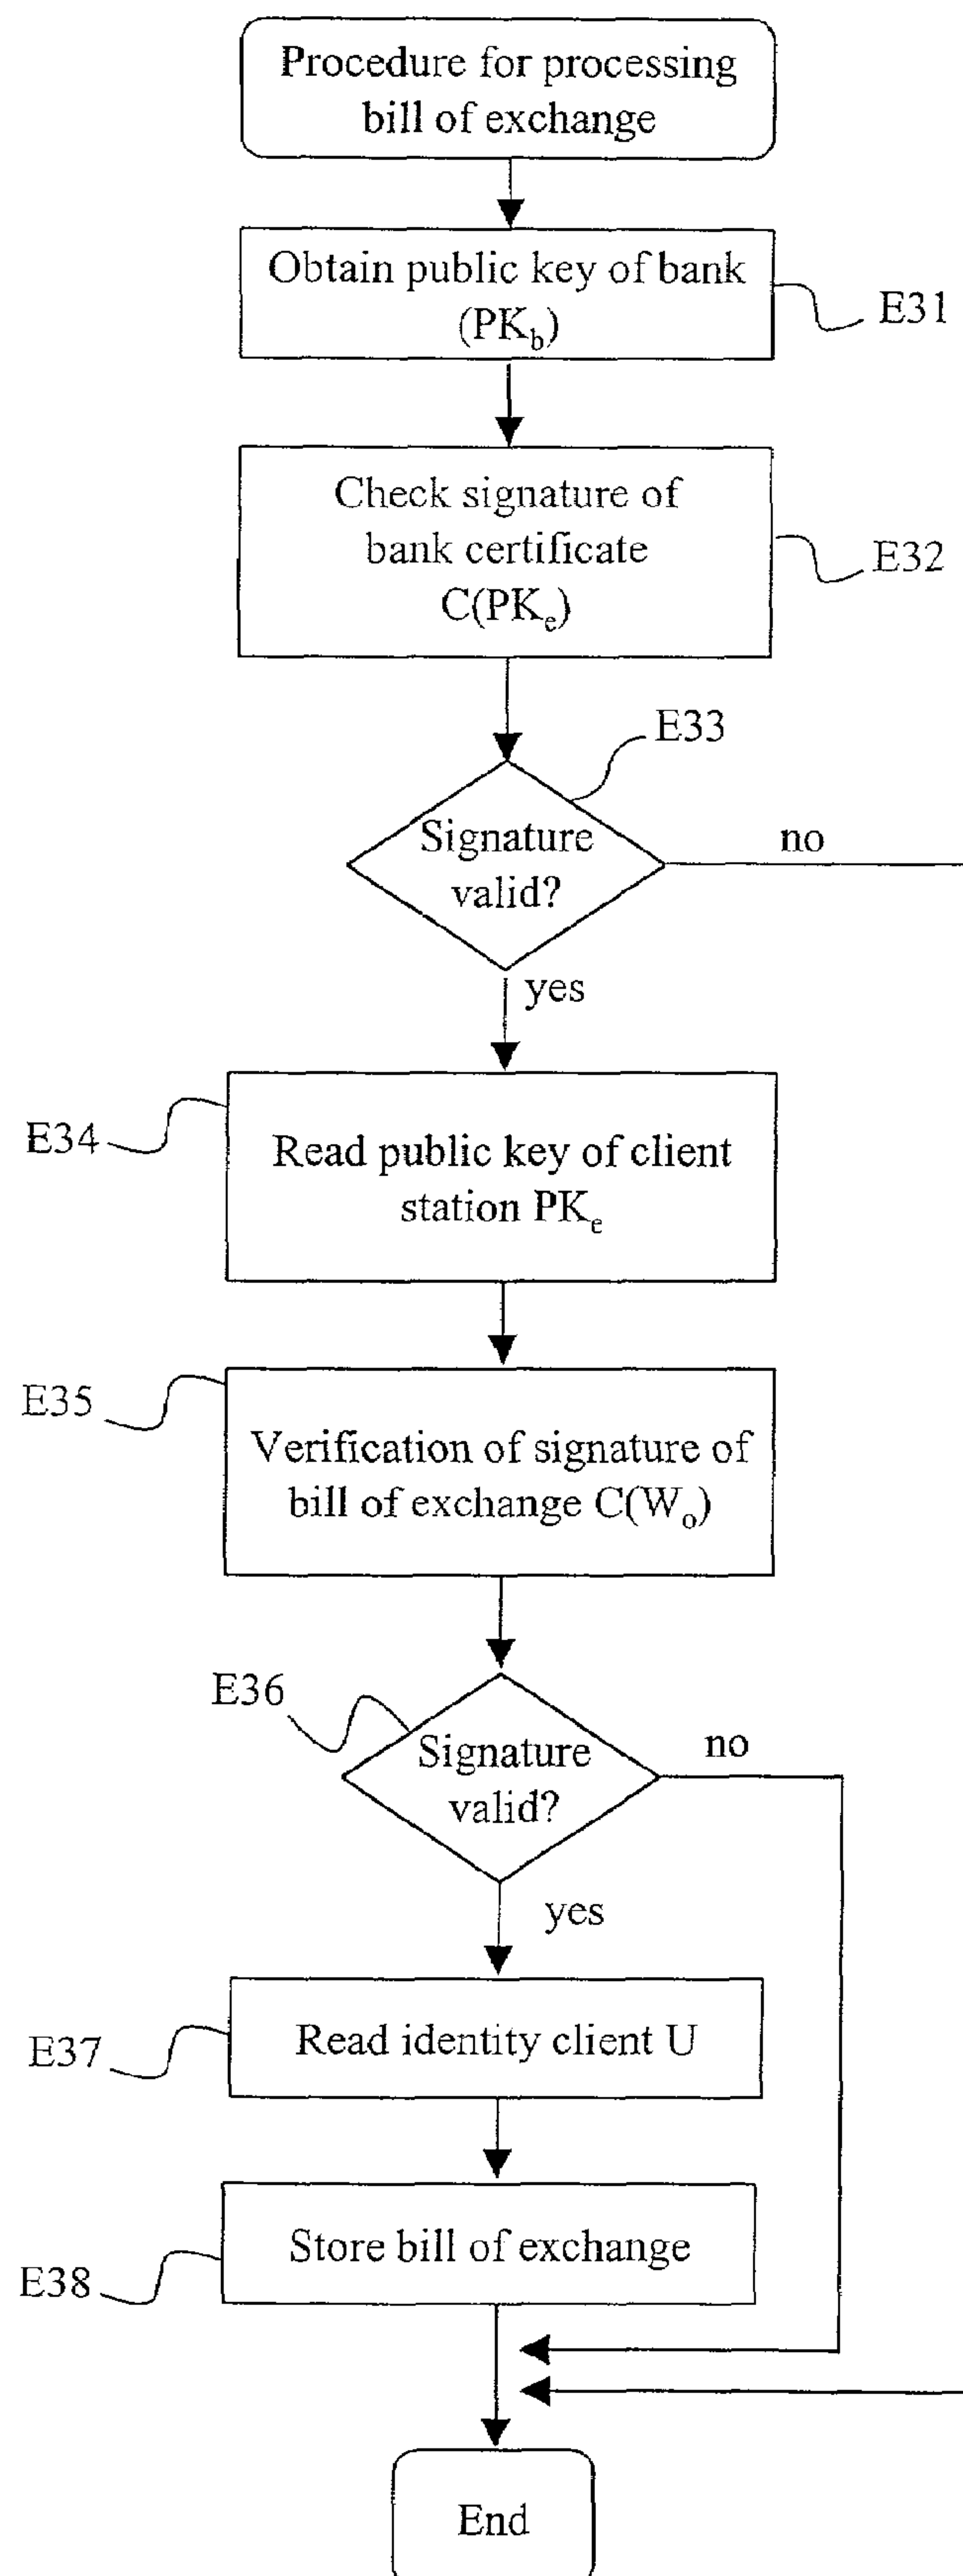 Procedure for processing
bill of exchange
Obtain public key of bank
(PKb)
E31
Check signature of
bank certificate
C(PKe)
E32
E33
Signature
valid?
no
yes
E34
Read public key of client
station PKe
E35
Verification of signature of
bill of exchange C(Wo)
E36
Signature
valid?
no
yes
E37
Read identity client U
E38
Store bill of exchange
End